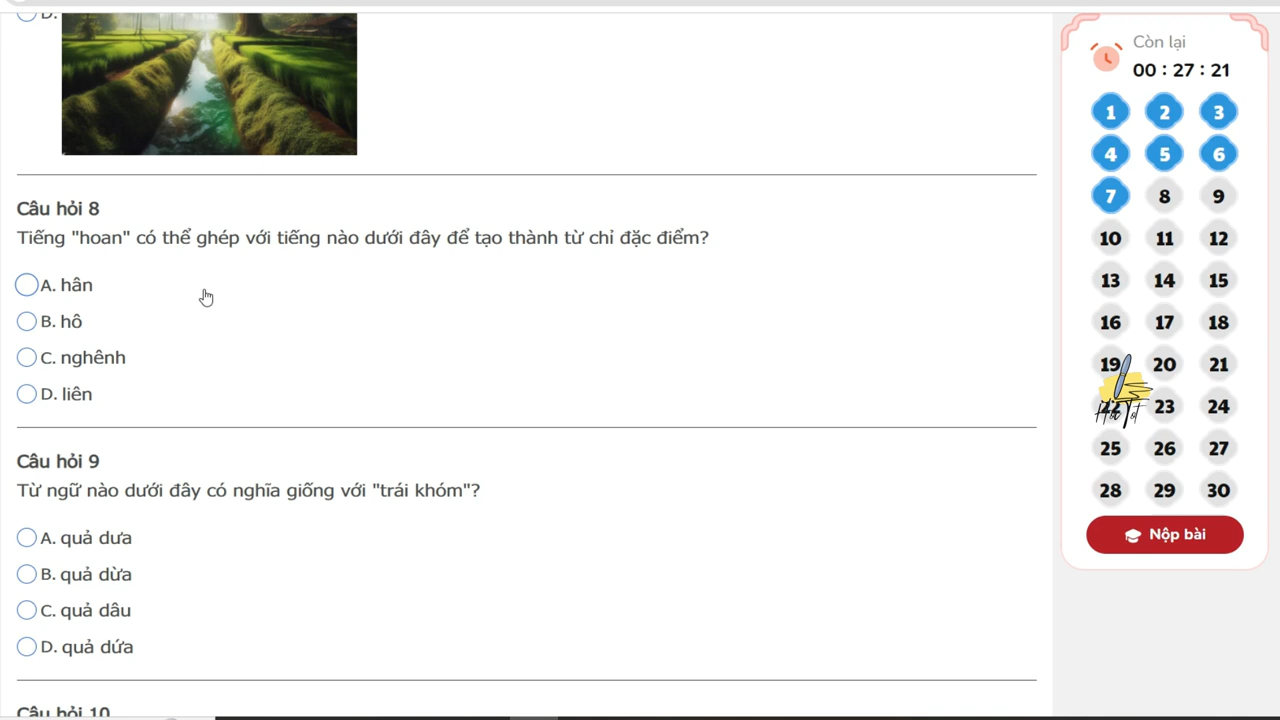 D.
Câu hỏi 8
Tiếng "hoan" có thể ghép với tiếng nào dưới đây để tạo thành từ chỉ đặc điểm?
A. hân
B. hô
C. nghênh
D. liên
Câu hỏi 9
Từ ngữ nào dưới đây có nghĩa giống với "trái khóm"?
A. quả dưa
B. quả dừa
C. quả dâu
D. quả dứa
Câu hỏi 10
Còn lại
00 : 27 : 21
1 2 3
4 5 6
7 8 9
10 11 12
13 14 15
16 17 18
19 20 21
23 24
25 26 27
28 29 30
Nộp bài